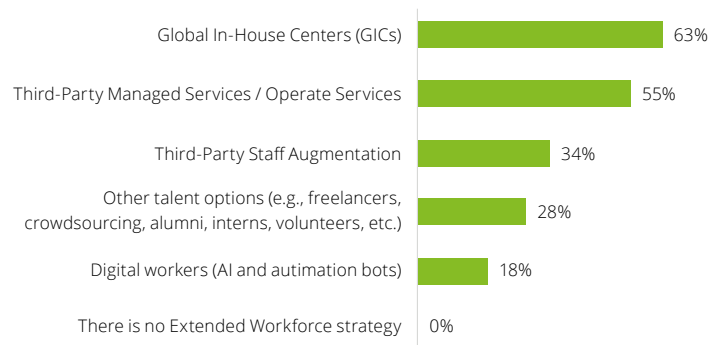 Global In-House Centers (GICs) 63%
Third-Party Managed Services / Operate Services 55%
Third-Party Staff Augmentation 34%
Other talent options (e.g., freelancers,
crowdsourcing, alumni, interns, volunteers, etc.) 28%
Digital workers (AI and autimation bots) 18%
There is no Extended Workforce strategy 0%